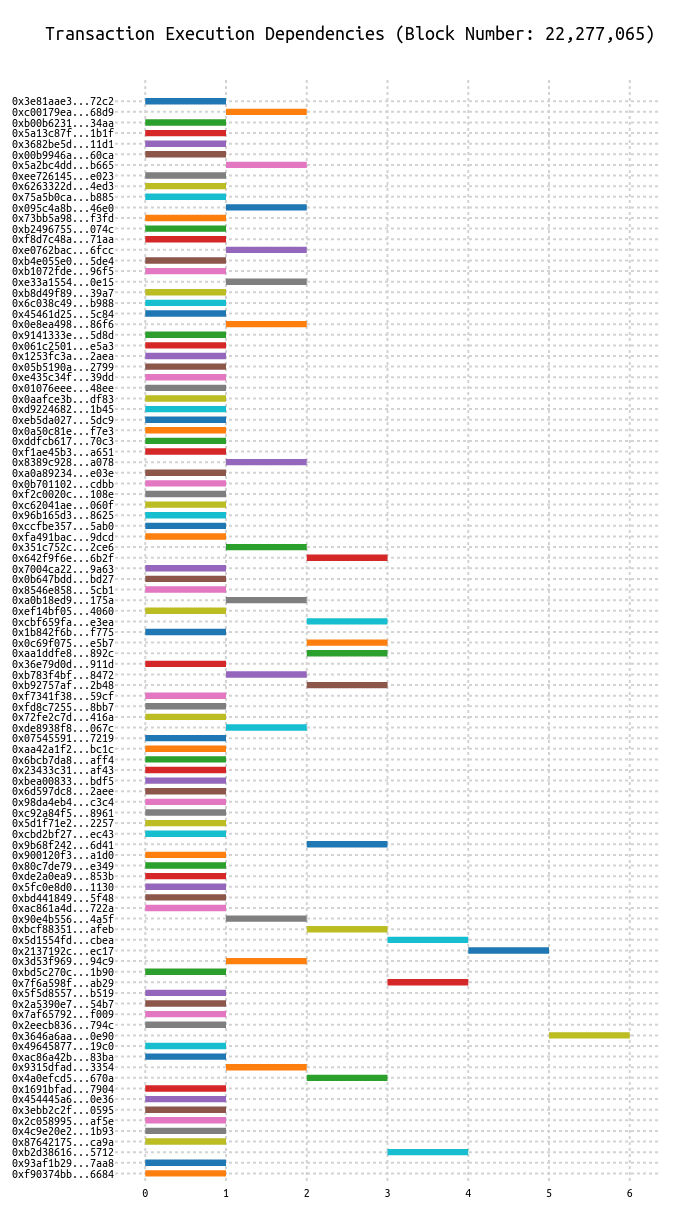 Transaction Execution Dependencies (Block Number: 22,277,065)
0x3e81aae3...72c2
0xc00179ea...68d9
0xb00b6231...34aa
0x5a13c87f...1b1f
0x3682be5d...11d1
0x00b9946a...60ca
0x5a2bc4dd...b665
0xee726145...e023
0x6263322d...4ed3
0x75a5b0ca...b885
0x095c4a8b...46e0
0x73bb5a98...f3fd
0xb2496755...074c
0xf8d7c48a...71aa
0xe0762bac...6fcc
0xb4e055e0...5de4
0xb1072fde...96f5
0xe33a1554...0e15
0xb8d49f89...39a7
0x6c038c49...b988
0x45461d25...5c84
0x0e8ea498...86f6
0x9141333e...5d8d
0x061c2501...e5a3
0x1253fc3a...2aea
0x05b5190a...2799
0xe435c34f...39dd
0x01076eee...48ee
0x0aafce3b...df83
0xd9224682...1b45
0xeb5da027...5dc9
0x0a50c81e...f7e3
0xddfcb617...70c3
0xf1ae45b3...a651
0x8389c928...a078
0xa0a89234...e03e
0x0b701102...cdbb
0xf2c0020c...108e
0xc62041ae...060f
0x96b165d3...8625
0xccfbe357...5ab0
0xfa491bac...9dcd
0x351c752c...2ce6
0x642f9f6e...6b2f
0x7004ca22...9a63
0x0b647bdd...bd27
0x8546e858...5cb1
0xa0b18ed9...175a
0xef14bf05...4060
0xcbf659fa...e3ea
0x1b842f6b...f775
0x0c69f075...e5b7
0xaa1ddfe8...892c
0x36e79d0d...911d
0xb783f4bf...8472
0xb92757af...2b48
0xf7341f38...59cf
0xfd8c7255...8bb7
0x72fe2c7d...416a
0xde8938f8...067c
0x07545591...7219
0xaa42a1f2...bc1c
0x6bcb7da8...aff4
0x23433c31...af43
0xbea00833...bdf5
0x6d597dc8...2aee
0x98da4eb4...c3c4
0xc92a84f5...8961
0x5d1f71e2...2257
0xcbd2bf27...ec43
0x9b68f242...6d41
0x900120f3...a1d0
0x80c7de79...e349
0xde2a0ea9...853b
0x5fc0e8d0...1130
0xbd441849...5f48
0xac861a4d...722a
0x90e4b556...4a5f
0xbcf88351...afeb
0x5d1554fd...cbea
0x2137192c...ec17
0x3d53f969...94c9
0xbd5c270c...1b90
0x7f6a598f...ab29
0x5f5d8557...b519
0x2a5390e7...54b7
0x7af65792...f009
0x2eecb836...794c
0x3646a6aa...0e90
0x49645877...19c0
0xac86a42b...83ba
0x9315dfad...3354
0x4a0efcd5...670a
0x1691bfad...7904
0x454445a6...0e36
0x3ebb2c2f...0595
0x2c058995...af5e
0x4c9e20e2...1b93
0x87642175...ca9a
0xb2d38616...5712
0x93af1b29...7aa8
0xf90374bb...6684
0 1 2 3 4 5 6